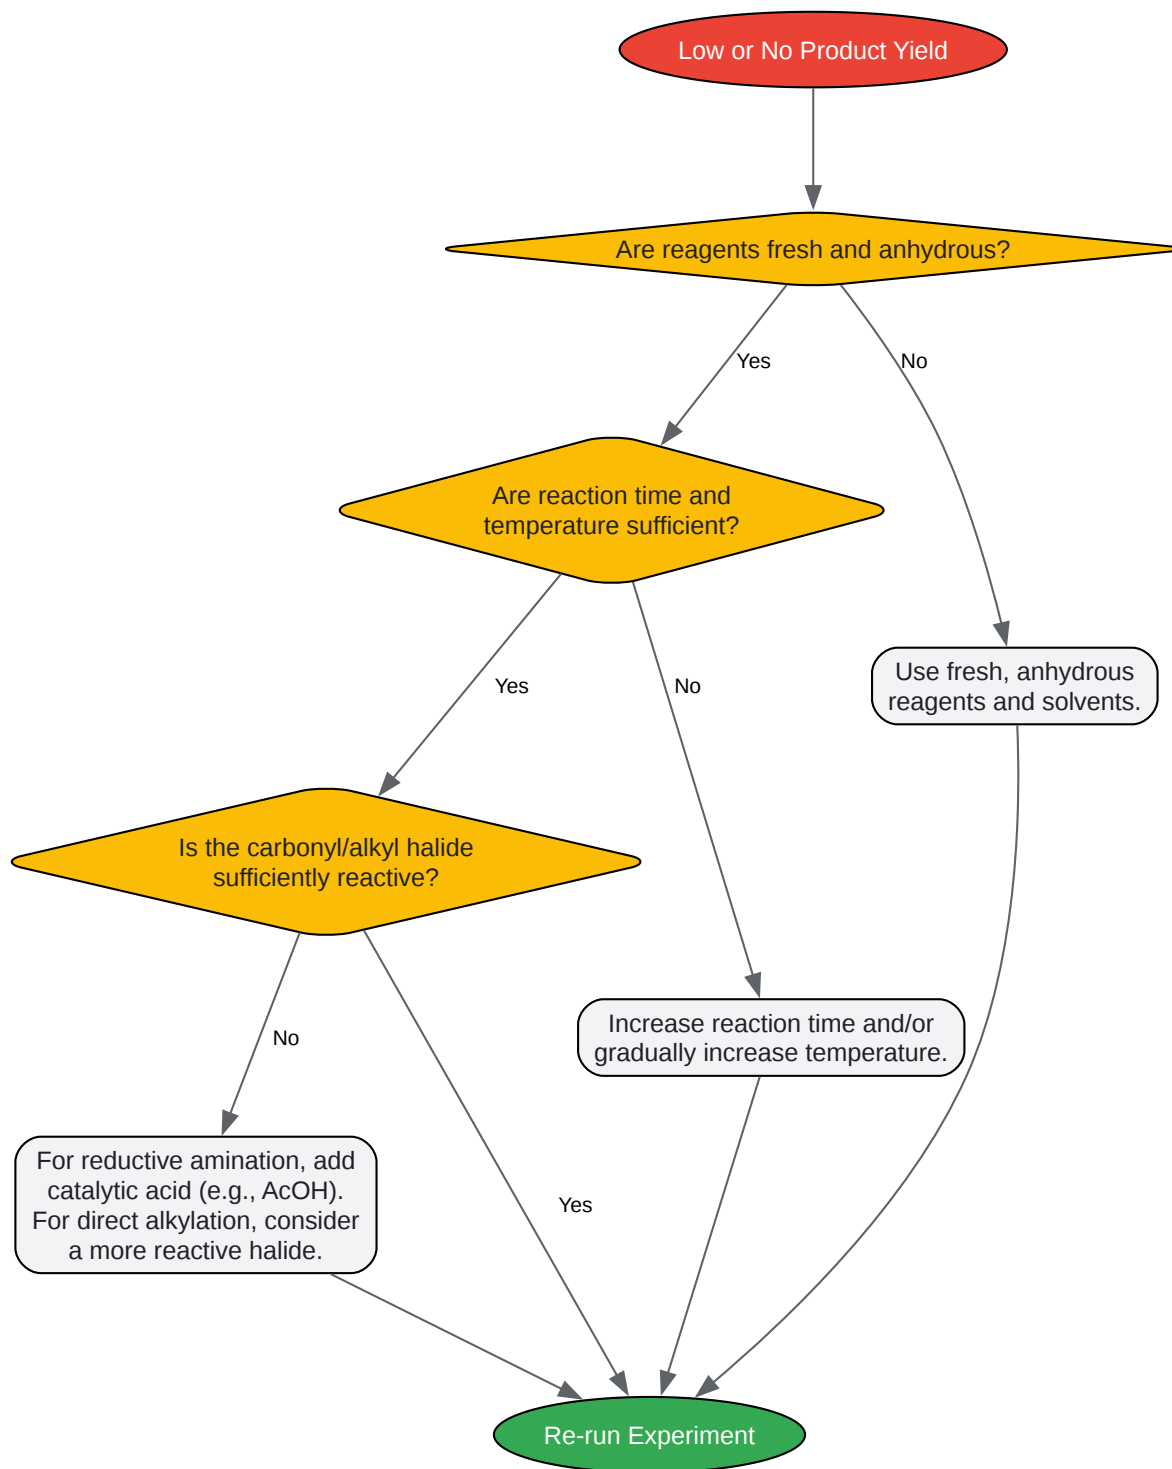 Low or No Product Yield
Are reagents fresh and anhydrous?
Yes
No
Are reaction time and
temperature sufficient?
Yes
No
Use fresh, anhydrous
reagents and solvents.
Is the carbonyl/alkyl halide
sufficiently reactive?
No
Increase reaction time and/or
gradually increase temperature.
For reductive amination, add
catalytic acid (e.g., AcOH).
For direct alkylation, consider
a more reactive halide.
Yes
Re-run Experiment